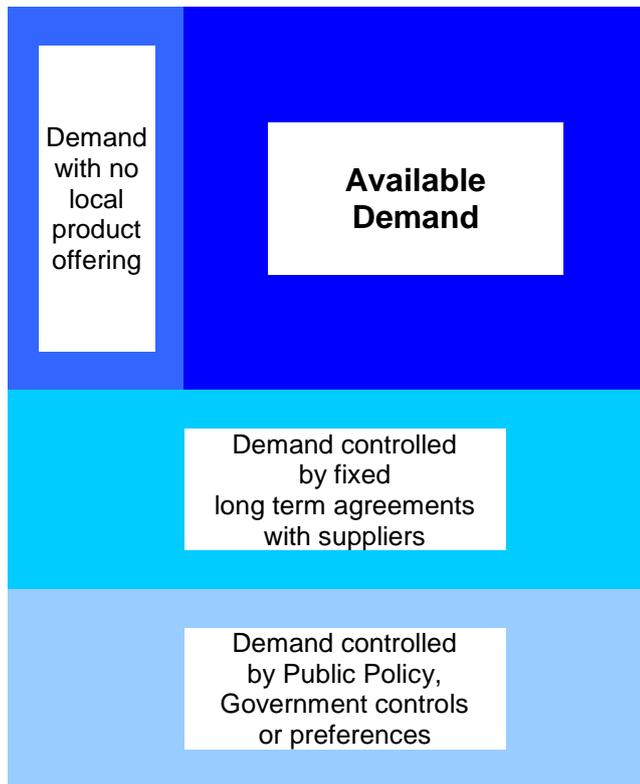 Demand
with no
local
product
offering
Available
Demand
Demand controlled
by fixed
long term agreements
with suppliers
Demand controlled
by Public Policy,
Government controls
or preferences